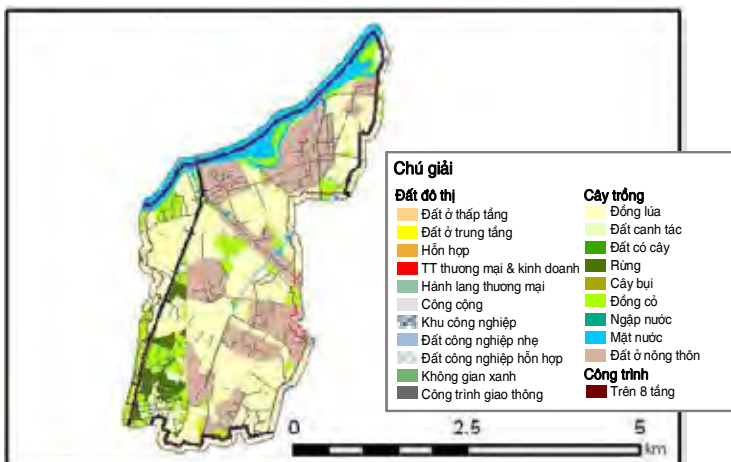 Chú giải
Đất đô thị
Đất ở thấp tầng
Đất ở trung tầng
Hỗn hợp
TT thương mại & kinh doanh
Hành lang thương mại
Công cộng
Khu công nghiệp
Đất công nghiệp nhẹ
Đất công nghiệp hỗn hợp
Không gian xanh
Công trình giao thông
Cây trồng
Đồng lúa
Đất canh tác
Đất có cây
Rừng
Cây bụi
Đồng cỏ
Ngập nước
Mặt nước
Đất ở nông thôn
Công trình
Trên 8 tầng
0 2.5 5
km